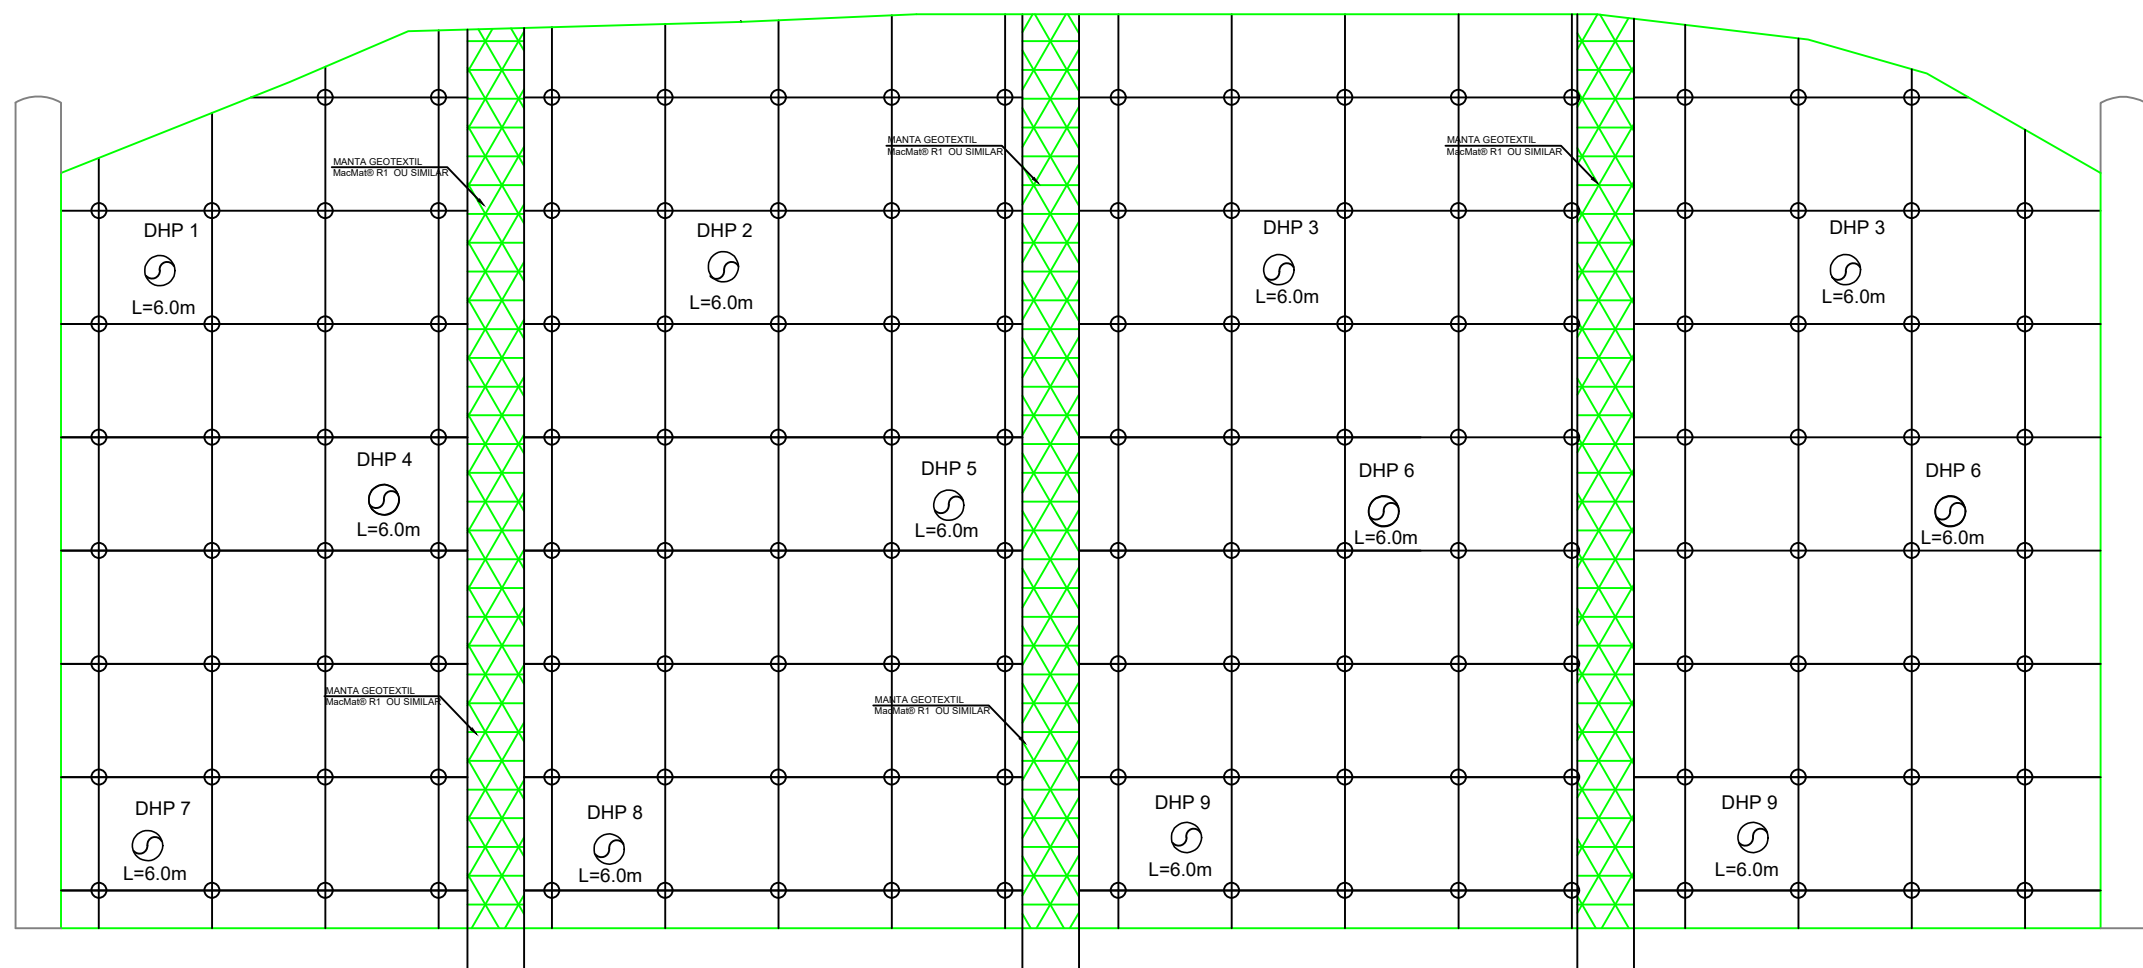 MANTA GEOTEXTIL
MacMat® R1 OU SIMILAR
MANTA GEOTEXTIL
MacMat® R1 OU SIMILAR
MANTA GEOTEXTIL
MacMat® R1 OU SIMILAR
DHP 1
L=6.0m
DHP 2
L=6.0m
DHP 3
L=6.0m
DHP 3
L=6.0m
DHP 4
L=6.0m
DHP 5
L=6.0m
DHP 6
L=6.0m
DHP 6
L=6.0m
MANTA GEOTEXTIL
MacMat® R1 OU SIMILAR
MANTA GEOTEXTIL
MacMat® R1 OU SIMILAR
DHP 7
L=6.0m
DHP 8
L=6.0m
DHP 9
L=6.0m
DHP 9
L=6.0m